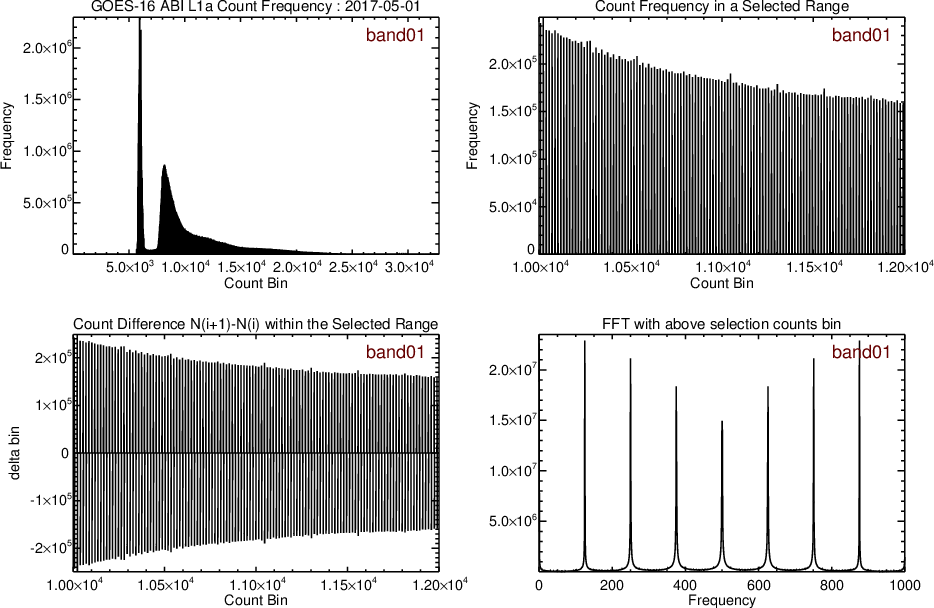 GOES-16 ABI L1a Count Frequency : 2017-05-01
band01
Frequency
2.0×10⁶
1.5×10⁶
1.0×10⁶
5.0×10⁵
0
5.0×10³ 1.0×10⁴ 1.5×10⁴ 2.0×10⁴ 2.5×10⁴ 3.0×10⁴
Count Bin
Count Frequency in a Selected Range
band01
Frequency
2.0×10⁵
1.5×10⁵
1.0×10⁵
5.0×10⁴
0
1.00×10⁴ 1.05×10⁴ 1.10×10⁴ 1.15×10⁴ 1.20×10⁴
Count Bin
Count Difference N(i+1)-N(i) within the Selected Range
band01
delta bin
2×10⁵
1×10⁵
0
-1×10⁵
-2×10⁵
1.00×10⁴ 1.05×10⁴ 1.10×10⁴ 1.15×10⁴ 1.20×10⁴
Count Bin
FFT with above selection counts bin
band01
2.0×10⁷
1.5×10⁷
1.0×10⁷
5.0×10⁶
0 200 400 600 800 1000
Frequency